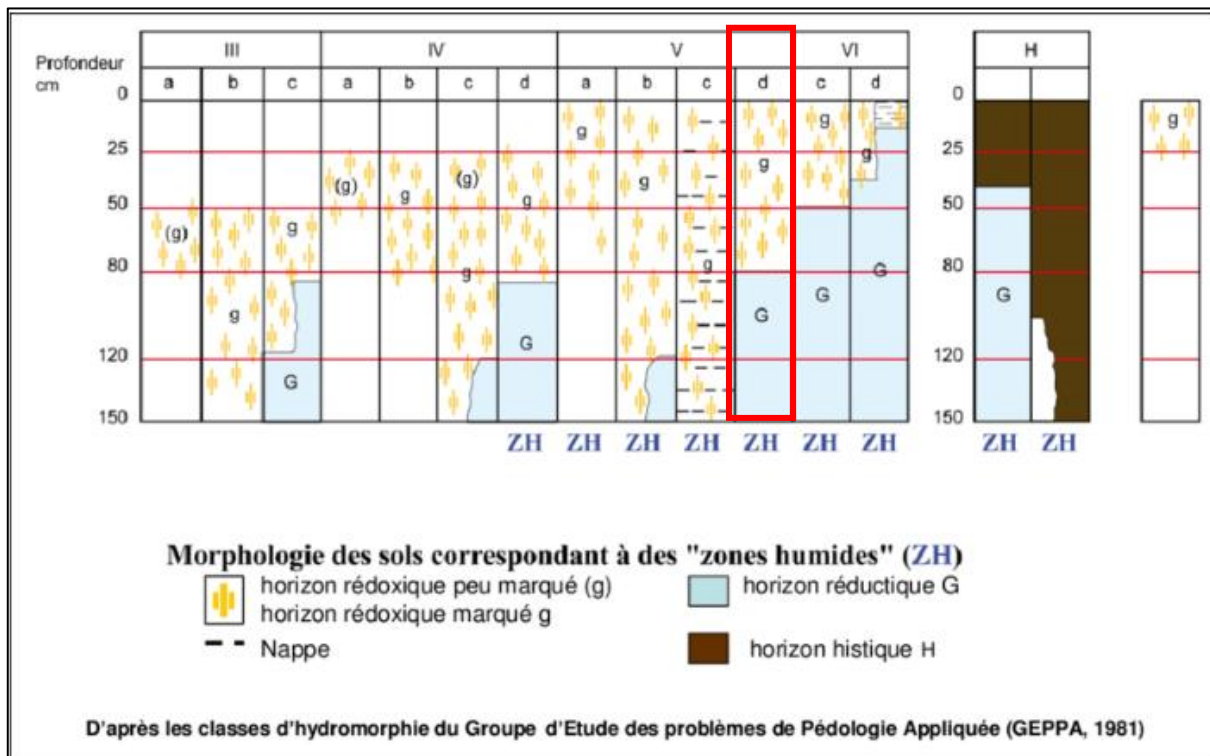 III IV V VI H
Profondeur
cm
a b c a b c d a b c d c d
0 0
g g g
(g) (g) g
25 25
g g g
50 50
(g) g g
g g
80 80
g G G G G
G
120 120
G
150 150
ZH ZH ZH ZH ZH ZH ZH ZH ZH
Morphologie des sols correspondant à des "zones humides" (ZH)
horizon rédoxique peu marqué (g)
horizon rédoxique marqué g
horizon réductique G
Nappe
horizon histique H
D'après les classes d'hydromorphie du Groupe d'Etude des problèmes de Pédologie Appliquée (GEPPA, 1981)